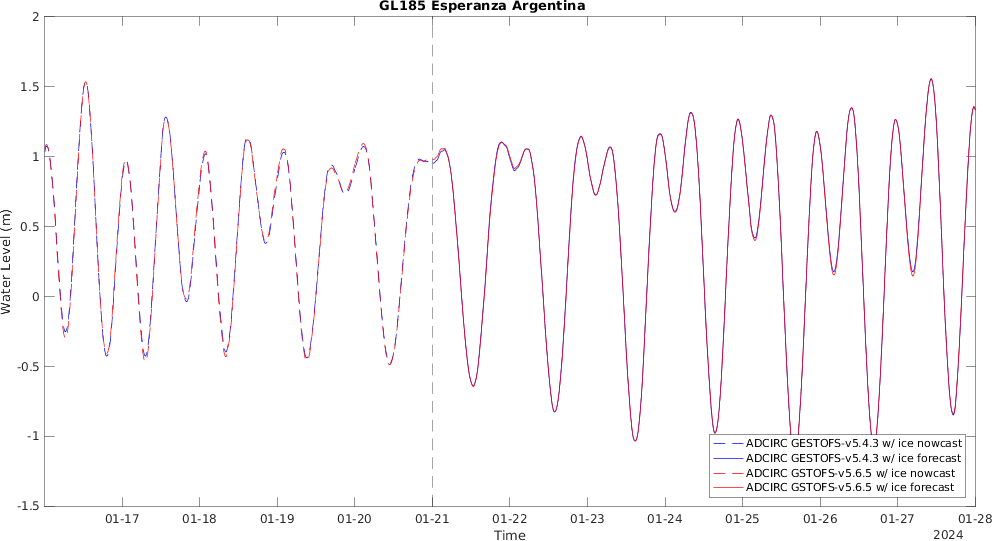 GL185 Esperanza Argentina
2
1.5
1
0.5
0
-0.5
-1
-1.5
Water Level (m)
ADCIRC GESTOFS-v5.4.3 w/ ice nowcast
ADCIRC GESTOFS-v5.4.3 w/ ice forecast
ADCIRC GSTOFS-v5.6.5 w/ ice nowcast
ADCIRC GSTOFS-v5.6.5 w/ ice forecast
01-17 01-18 01-19 01-20 01-21 01-22 01-23 01-24 01-25 01-26 01-27 01-28
Time
2024